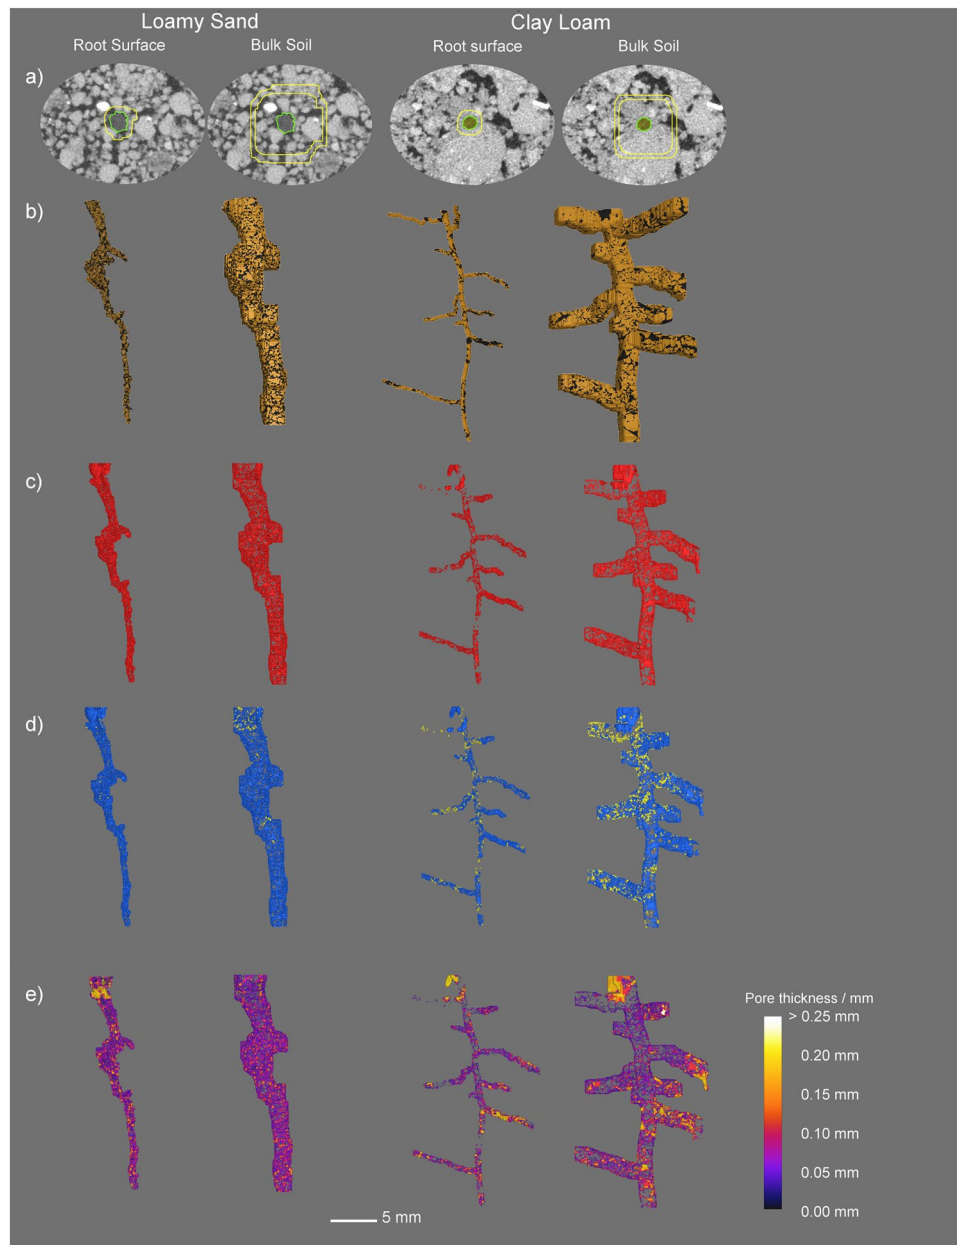 Loamy Sand Clay Loam
Root Surface Bulk Soil Root surface Bulk Soil
a)
b)
c)
d)
e)
Pore thickness / mm
> 0.25 mm
0.20 mm
0.15 mm
0.10 mm
0.05 mm
0.00 mm
5 mm